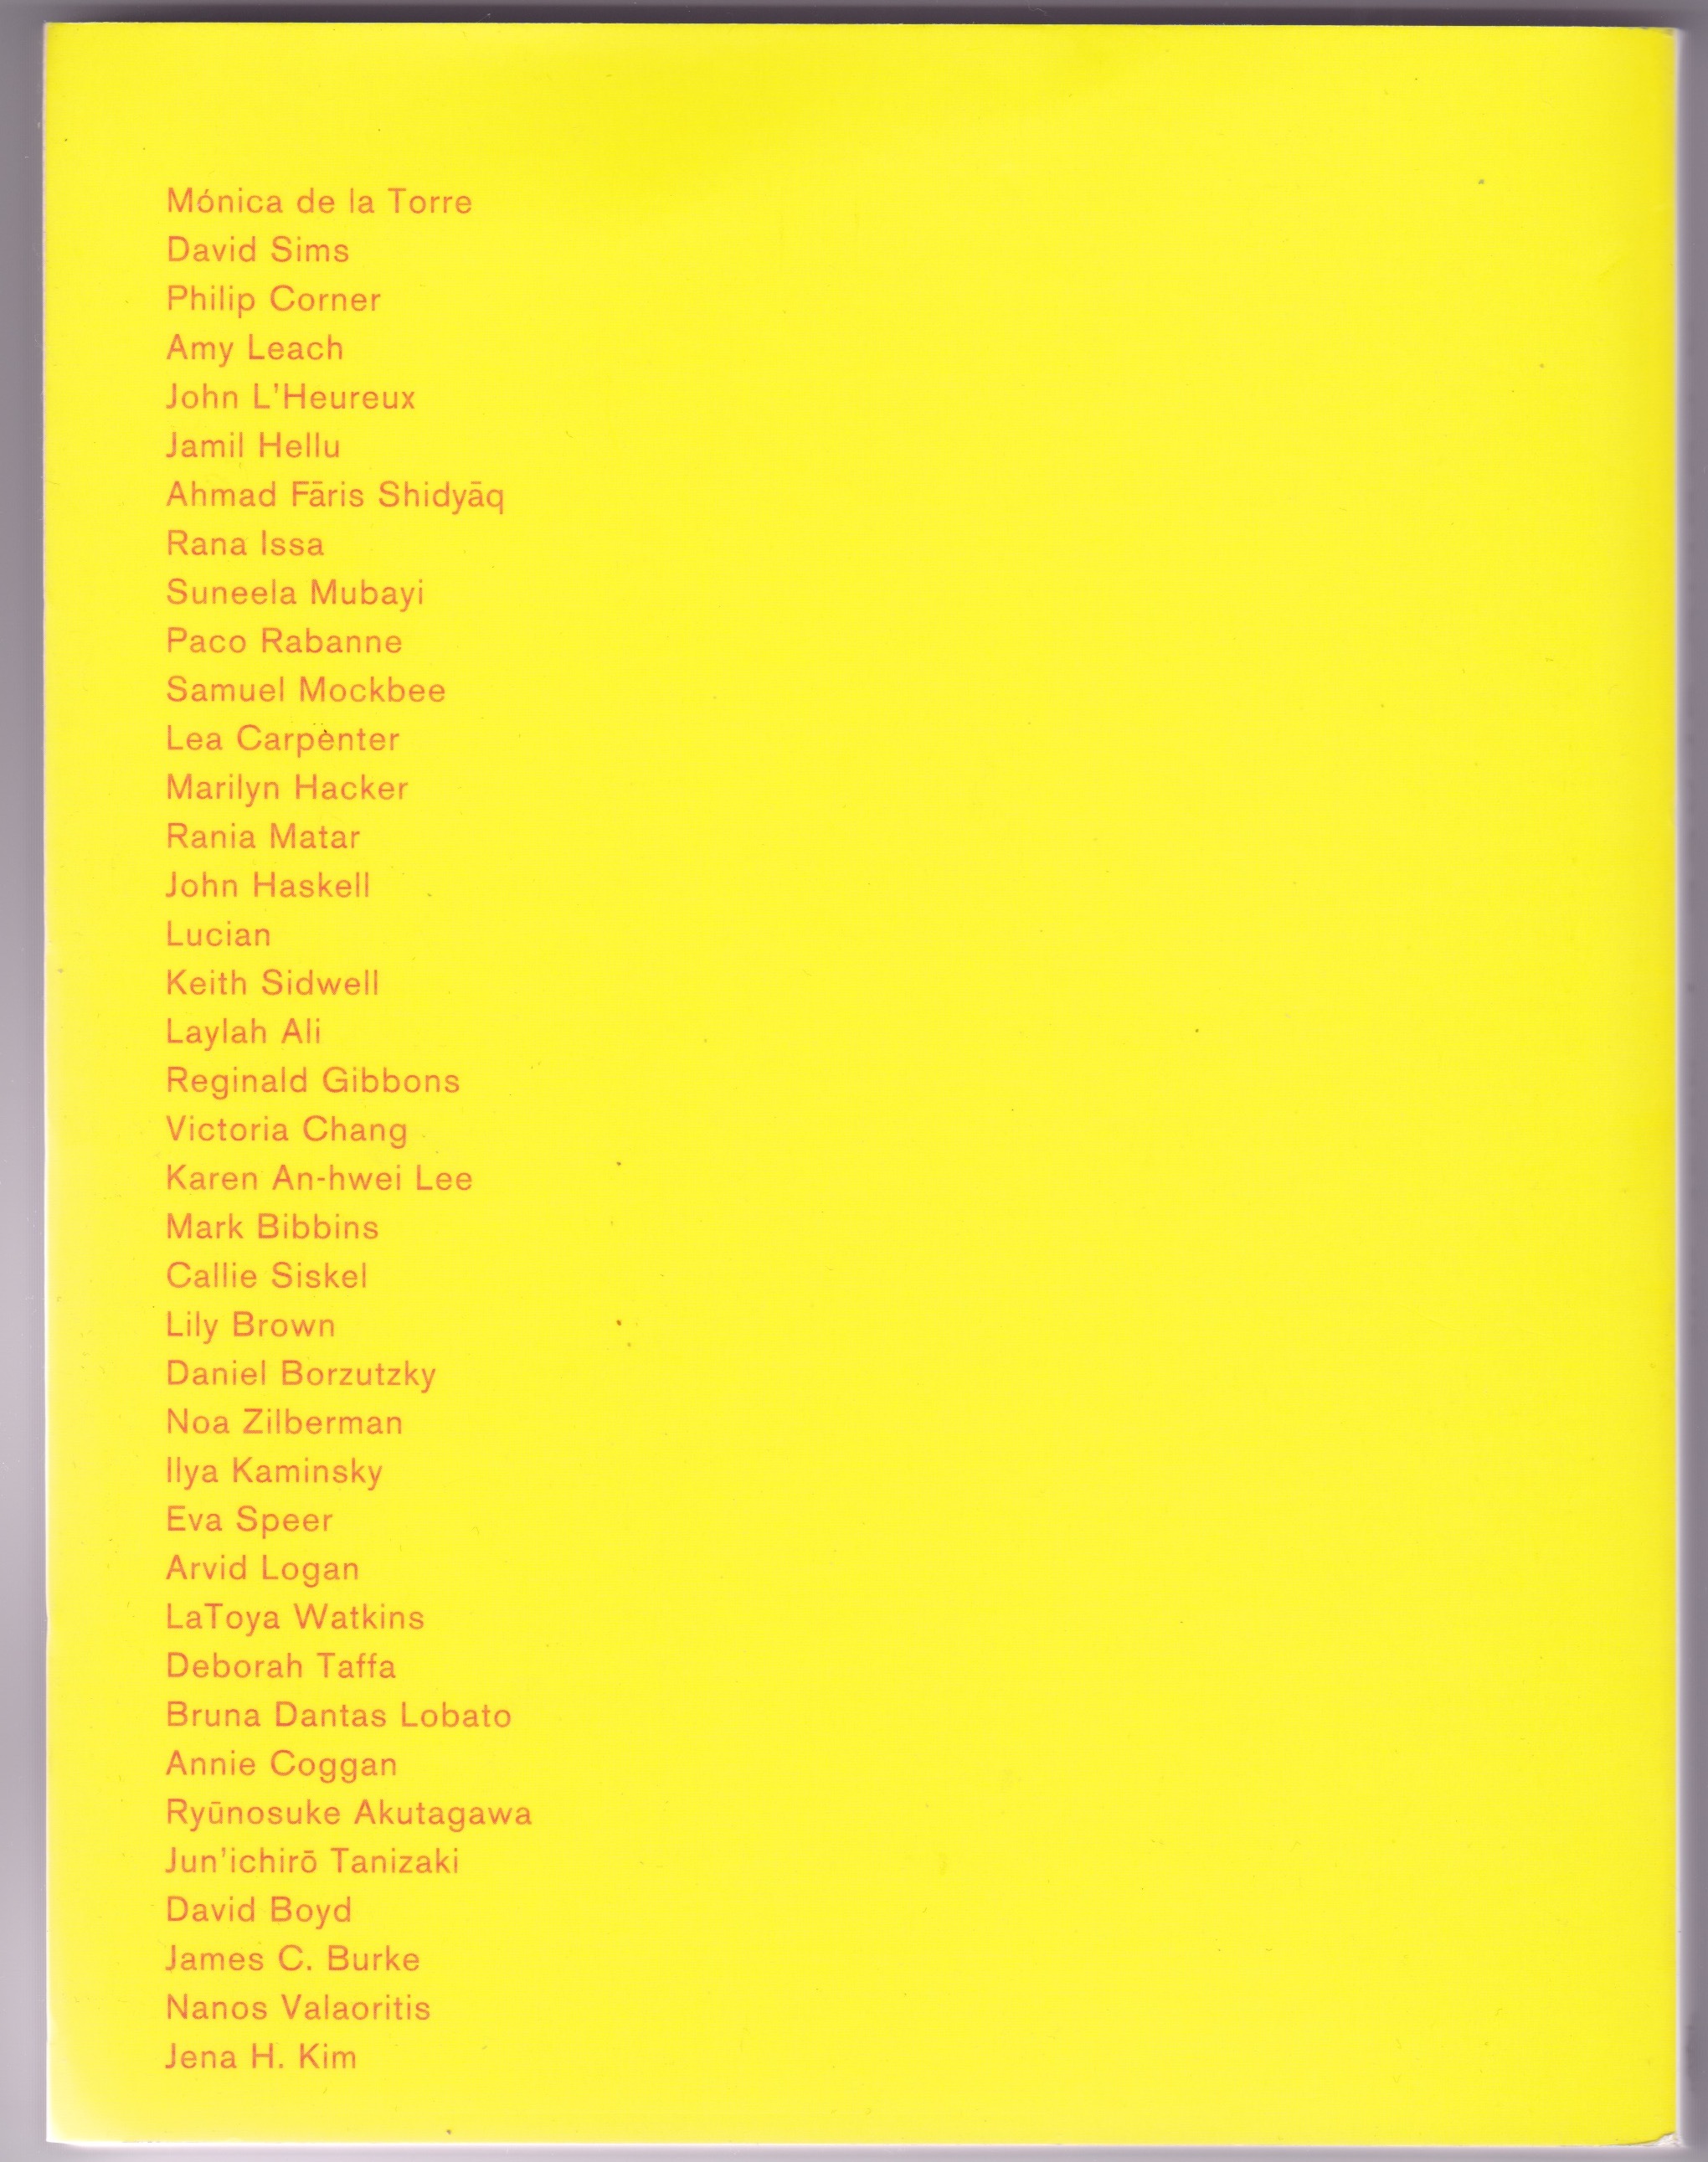 Mónica de la Torre
David Sims
Philip Corner
Amy Leach
John L’Heureux
Jamil Hellu
Ahmad Fāris Shidyāq
Rana Issa
Suneela Mubayi
Paco Rabanne
Samuel Mockbee
Lea Carpenter
Marilyn Hacker
Rania Matar
John Haskell
Lucian
Keith Sidwell
Laylah Ali
Reginald Gibbons
Victoria Chang
Karen An-hwei Lee
Mark Bibbins
Callie Siskel
Lily Brown
Daniel Borzutzky
Noa Zilberman
Ilya Kaminsky
Eva Speer
Arvid Logan
LaToya Watkins
Deborah Taffa
Bruna Dantas Lobato
Annie Coggan
Ryūnosuke Akutagawa
Jun’ichirō Tanizaki
David Boyd
James C. Burke
Nanos Valaoritis
Jena H. Kim